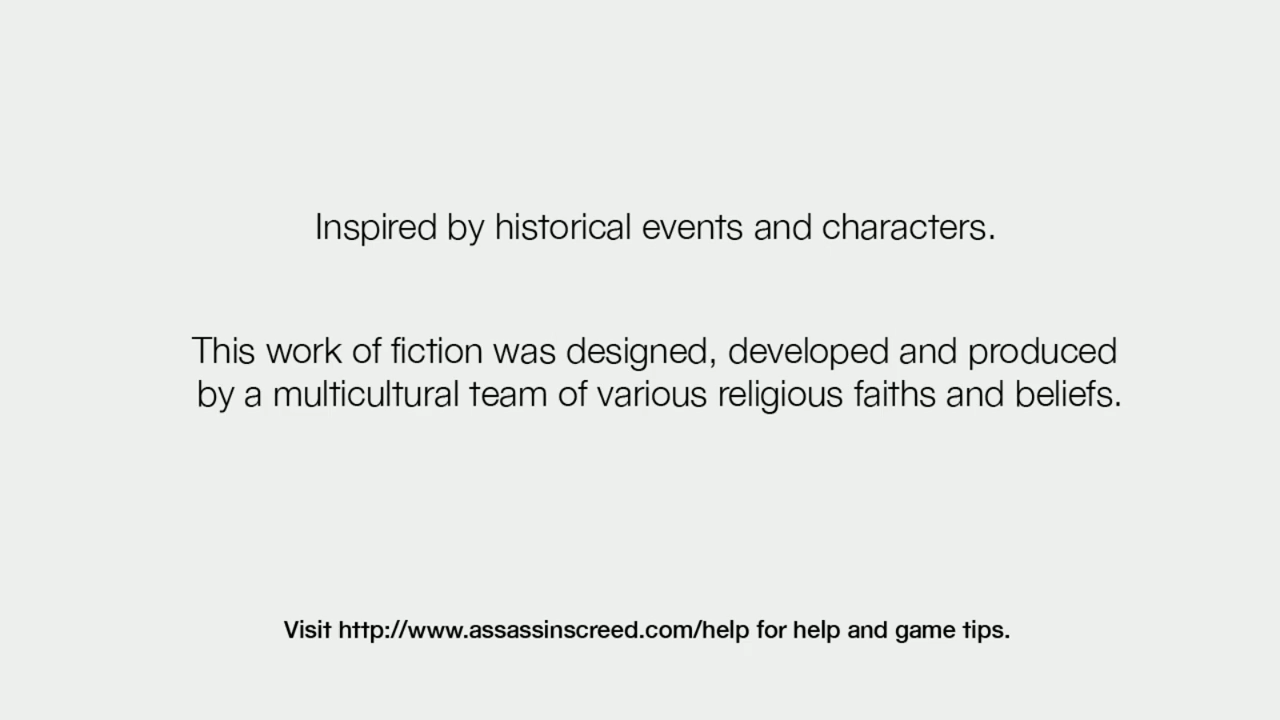 Inspired by historical events and characters.
This work of fiction was designed, developed and produced
by a multicultural team of various religious faiths and beliefs.
Visit http://www.assassinscreed.com/help for help and game tips.